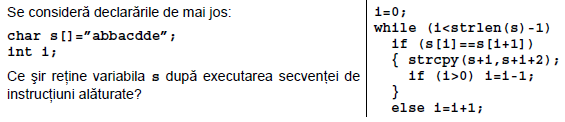 Se consideră declarările de mai jos:
char s[]=”abbacdde”;
int i;
Ce şir reţine variabila s după executarea secvenţei de
instrucţiuni alăturate?
i=0;
while (i<strlen(s)-1)
if (s[i]==s[i+1])
{ strcpy(s+i,s+i+2);
if (i>0) i=i-1;
}
else i=i+1;